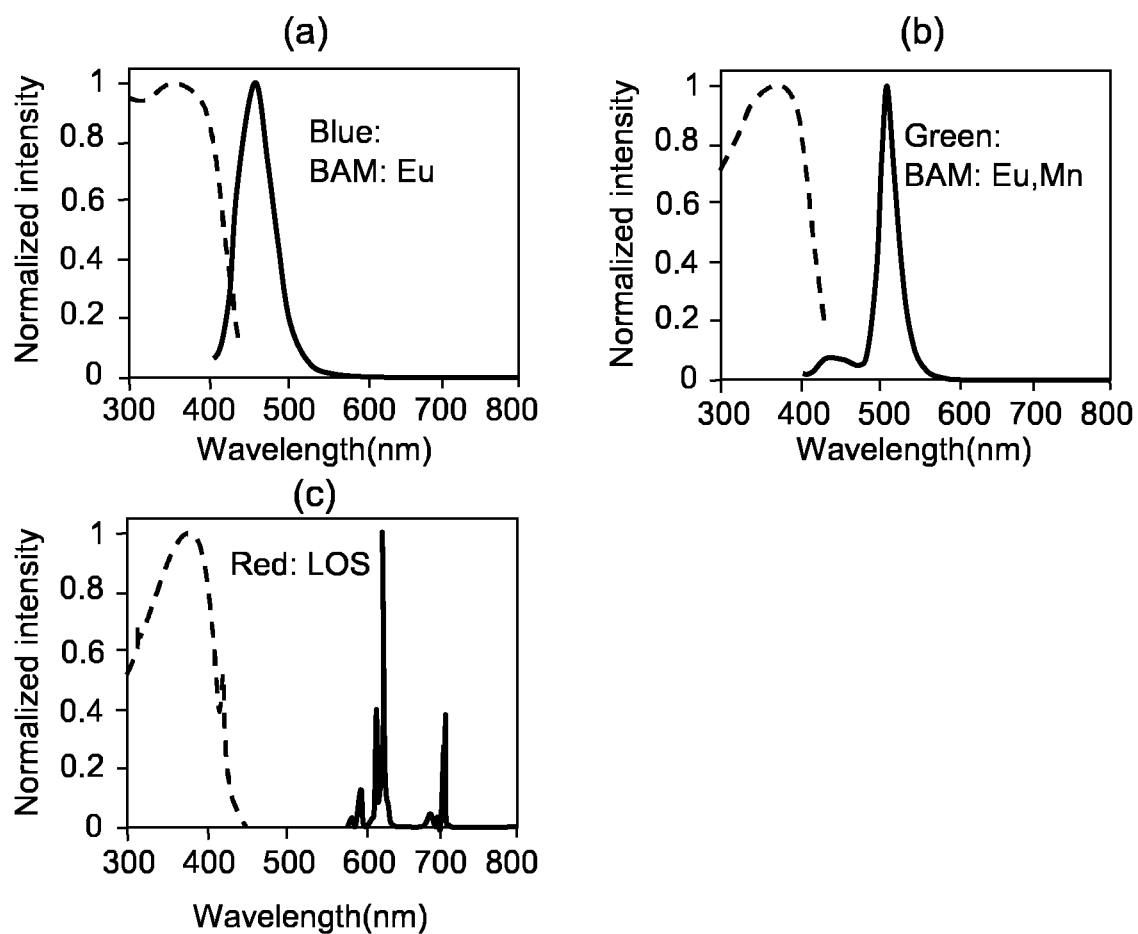 (a)
Normalized intensity
1
0.8
0.6
0.4
0.2
0
Blue:
BAM: Eu
300 400 500 600 700 800
Wavelength(nm)
(b)
Normalized intensity
1
0.8
0.6
0.4
0.2
0
Green:
BAM: Eu,Mn
300 400 500 600 700 800
Wavelength(nm)
(c)
Normalized intensity
1
0.8
0.6
0.4
0.2
0
Red: LOS
300 400 500 600 700 800
Wavelength(nm)